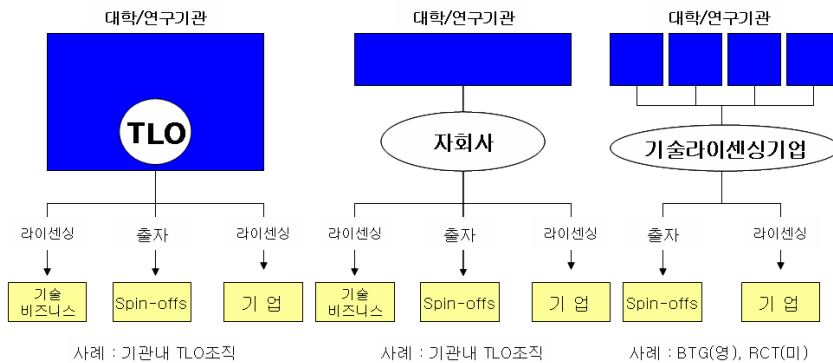 대학/연구기관
TLO
라이센싱
출자
라이센싱
기술
비즈니스
Spin-offs
기 업
사례 : 기관내 TLO조직
대학/연구기관
자회사
라이센싱
출자
라이센싱
기술
비즈니스
Spin-offs
기 업
사례 : 기관내 TLO조직
대학/연구기관
기술라이센싱기업
출자
라이센싱
Spin-offs
기 업
사례 : BTG(영), RCT(미)